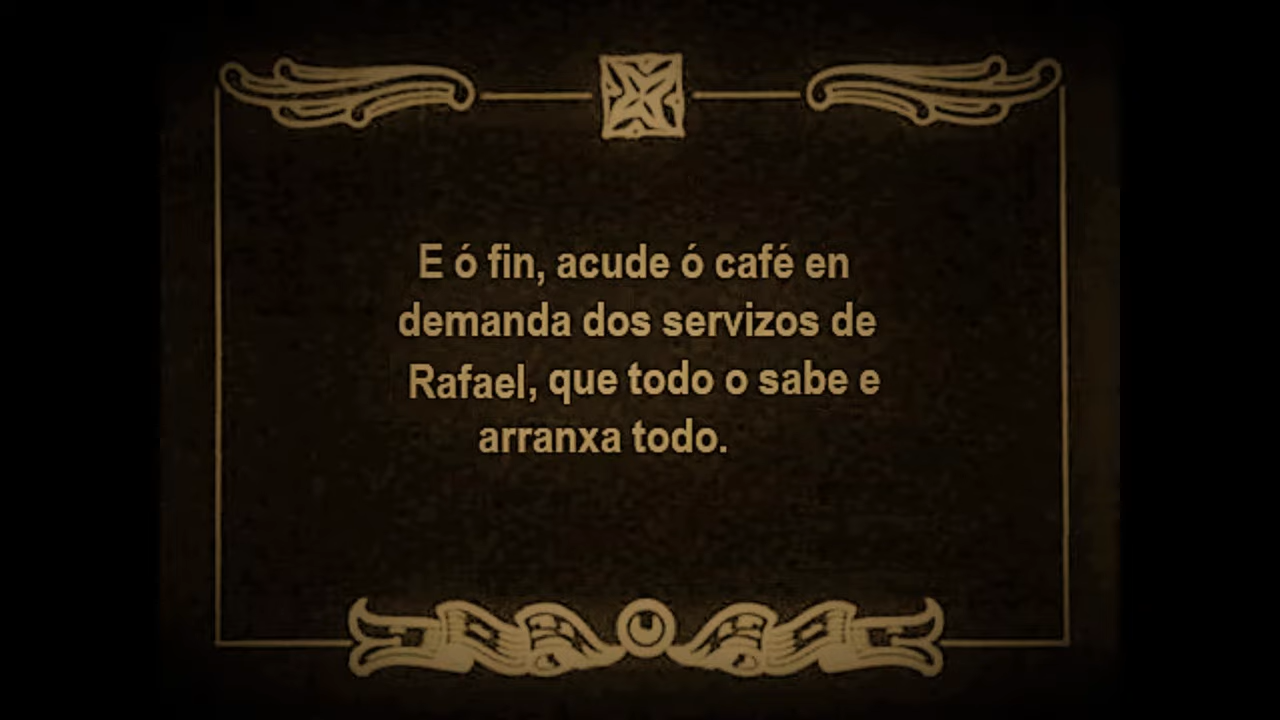 E ó fin, acude ó café en
demanda dos servizos de
Rafael, que todo o sabe e
arranxa todo.